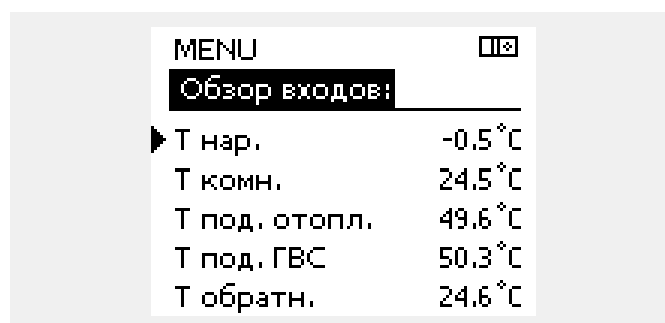 MENU
Обзор входов:
Т нар. -0.5°C
Т комн. 24.5°C
Т под. отопл. 49.6°C
Т под. ГВС 50.3°C
Т обратн. 24.6°C